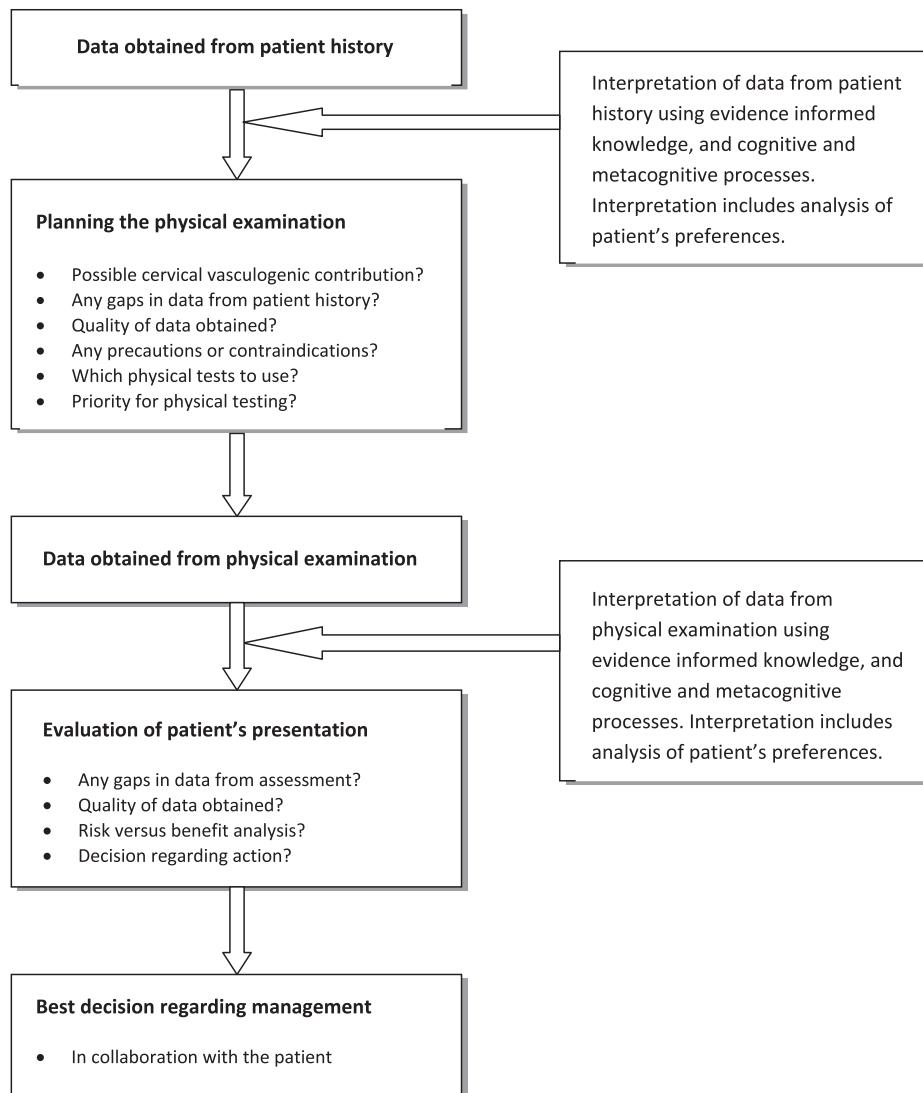 Data obtained from patient history
Interpretation of data from patient
history using evidence informed
knowledge, and cognitive and
metacognitive processes.
Interpretation includes analysis of
patient’s preferences.
Planning the physical examination
• Possible cervical vasculogenic contribution?
• Any gaps in data from patient history?
• Quality of data obtained?
• Any precautions or contraindications?
• Which physical tests to use?
• Priority for physical testing?
Data obtained from physical examination
Interpretation of data from
physical examination using
evidence informed knowledge, and
cognitive and metacognitive
processes. Interpretation includes
analysis of patient’s preferences.
Evaluation of patient’s presentation
• Any gaps in data from assessment?
• Quality of data obtained?
• Risk versus benefit analysis?
• Decision regarding action?
Best decision regarding management
• In collaboration with the patient